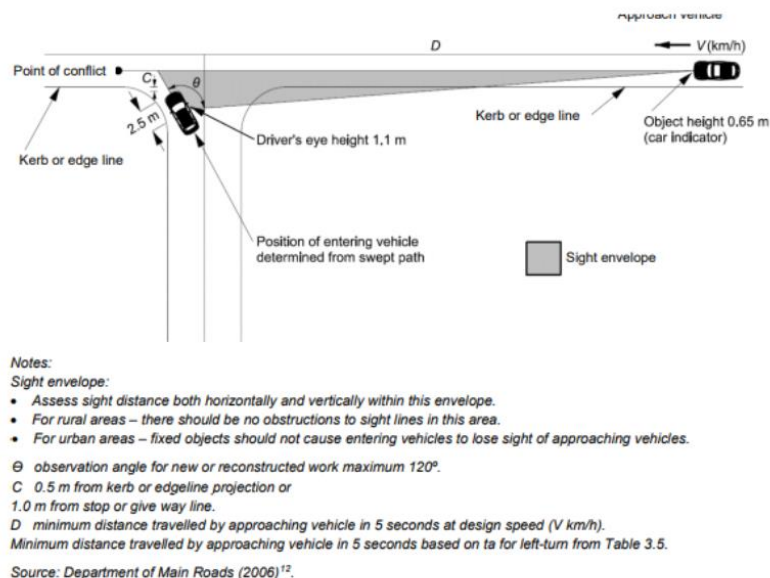 Approach vehicle
D
V (km/h)
Point of conflict
C
θ
2.5 m
Kerb or edge line
Object height 0.65 m
(car indicator)
Driver's eye height 1.1 m
Kerb or edge line
Position of entering vehicle
determined from swept path
Sight envelope
Notes:
Sight envelope:
• Assess sight distance both horizontally and vertically within this envelope.
• For rural areas – there should be no obstructions to sight lines in this area.
• For urban areas – fixed objects should not cause entering vehicles to lose sight of approaching vehicles.
Θ observation angle for new or reconstructed work maximum 120º.
C 0.5 m from kerb or edgeline projection or
1.0 m from stop or give way line.
D minimum distance travelled by approaching vehicle in 5 seconds at design speed (V km/h).
Minimum distance travelled by approaching vehicle in 5 seconds based on ta for left-turn from Table 3.5.
Source: Department of Main Roads (2006)¹².